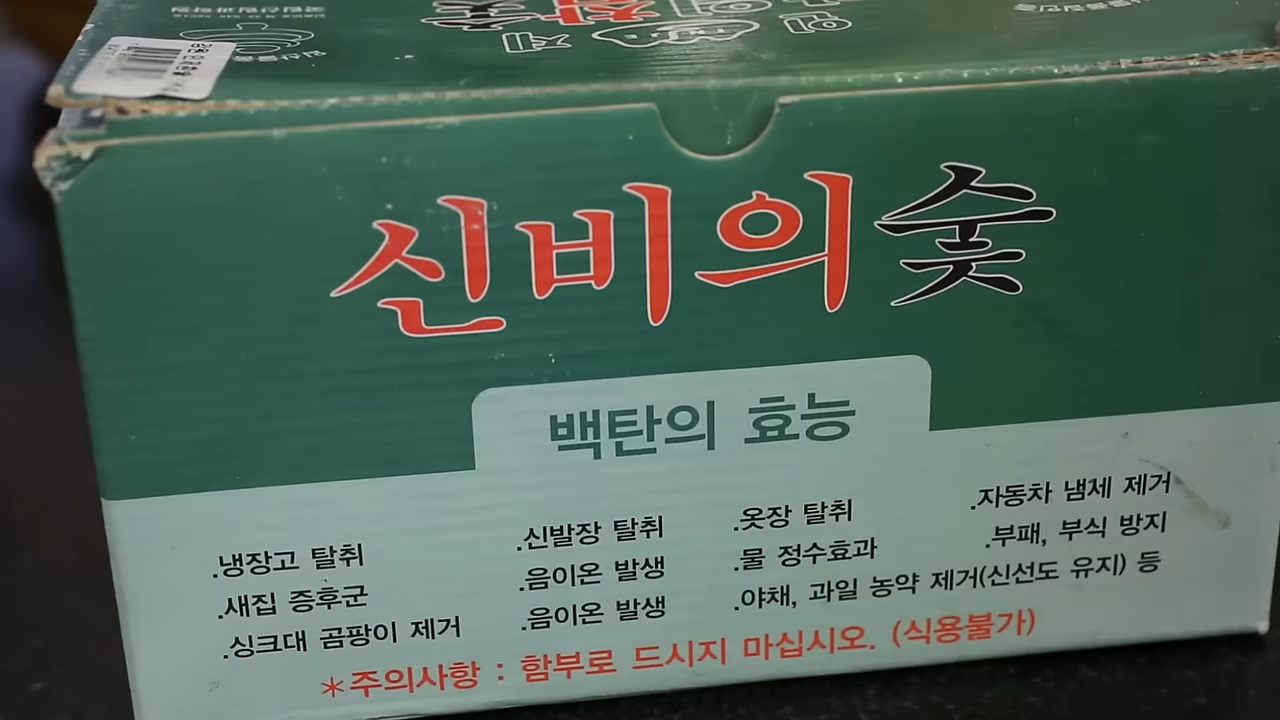 신비의숯
백탄의 효능
.냉장고 탈취
.새집 증후군
.싱크대 곰팡이 제거
.신발장 탈취
.음이온 발생
.음이온 발생
.옷장 탈취
.물 정수효과
.야채, 과일 농약 제거(신선도 유지) 등
.자동차 냄세 제거
.부패, 부식 방지
*주의사항 : 함부로 드시지 마십시오. (식용불가)